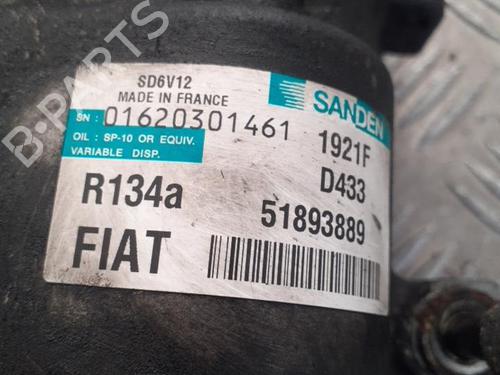 SD6V12
MADE IN FRANCE
SANDEN
SN : 01620301461
1921F
OIL : SP-10 OR EQUIV.
VARIABLE DISP.
D433
R134a
51893889
FIAT
B-PARTS